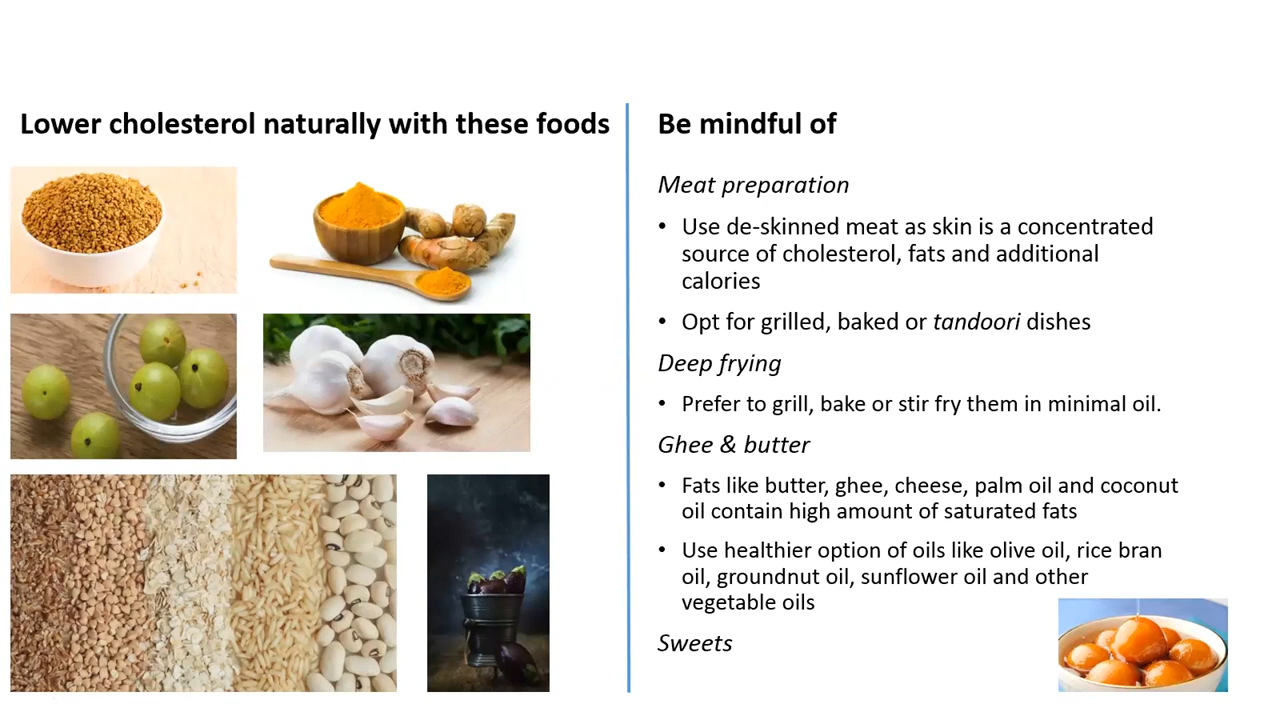 Lower cholesterol naturally with these foods
Be mindful of
Meat preparation
• Use de-skinned meat as skin is a concentrated
source of cholesterol, fats and additional
calories
• Opt for grilled, baked or tandoori dishes
Deep frying
• Prefer to grill, bake or stir fry them in minimal oil.
Ghee & butter
• Fats like butter, ghee, cheese, palm oil and coconut
oil contain high amount of saturated fats
• Use healthier option of oils like olive oil, rice bran
oil, groundnut oil, sunflower oil and other
vegetable oils
Sweets